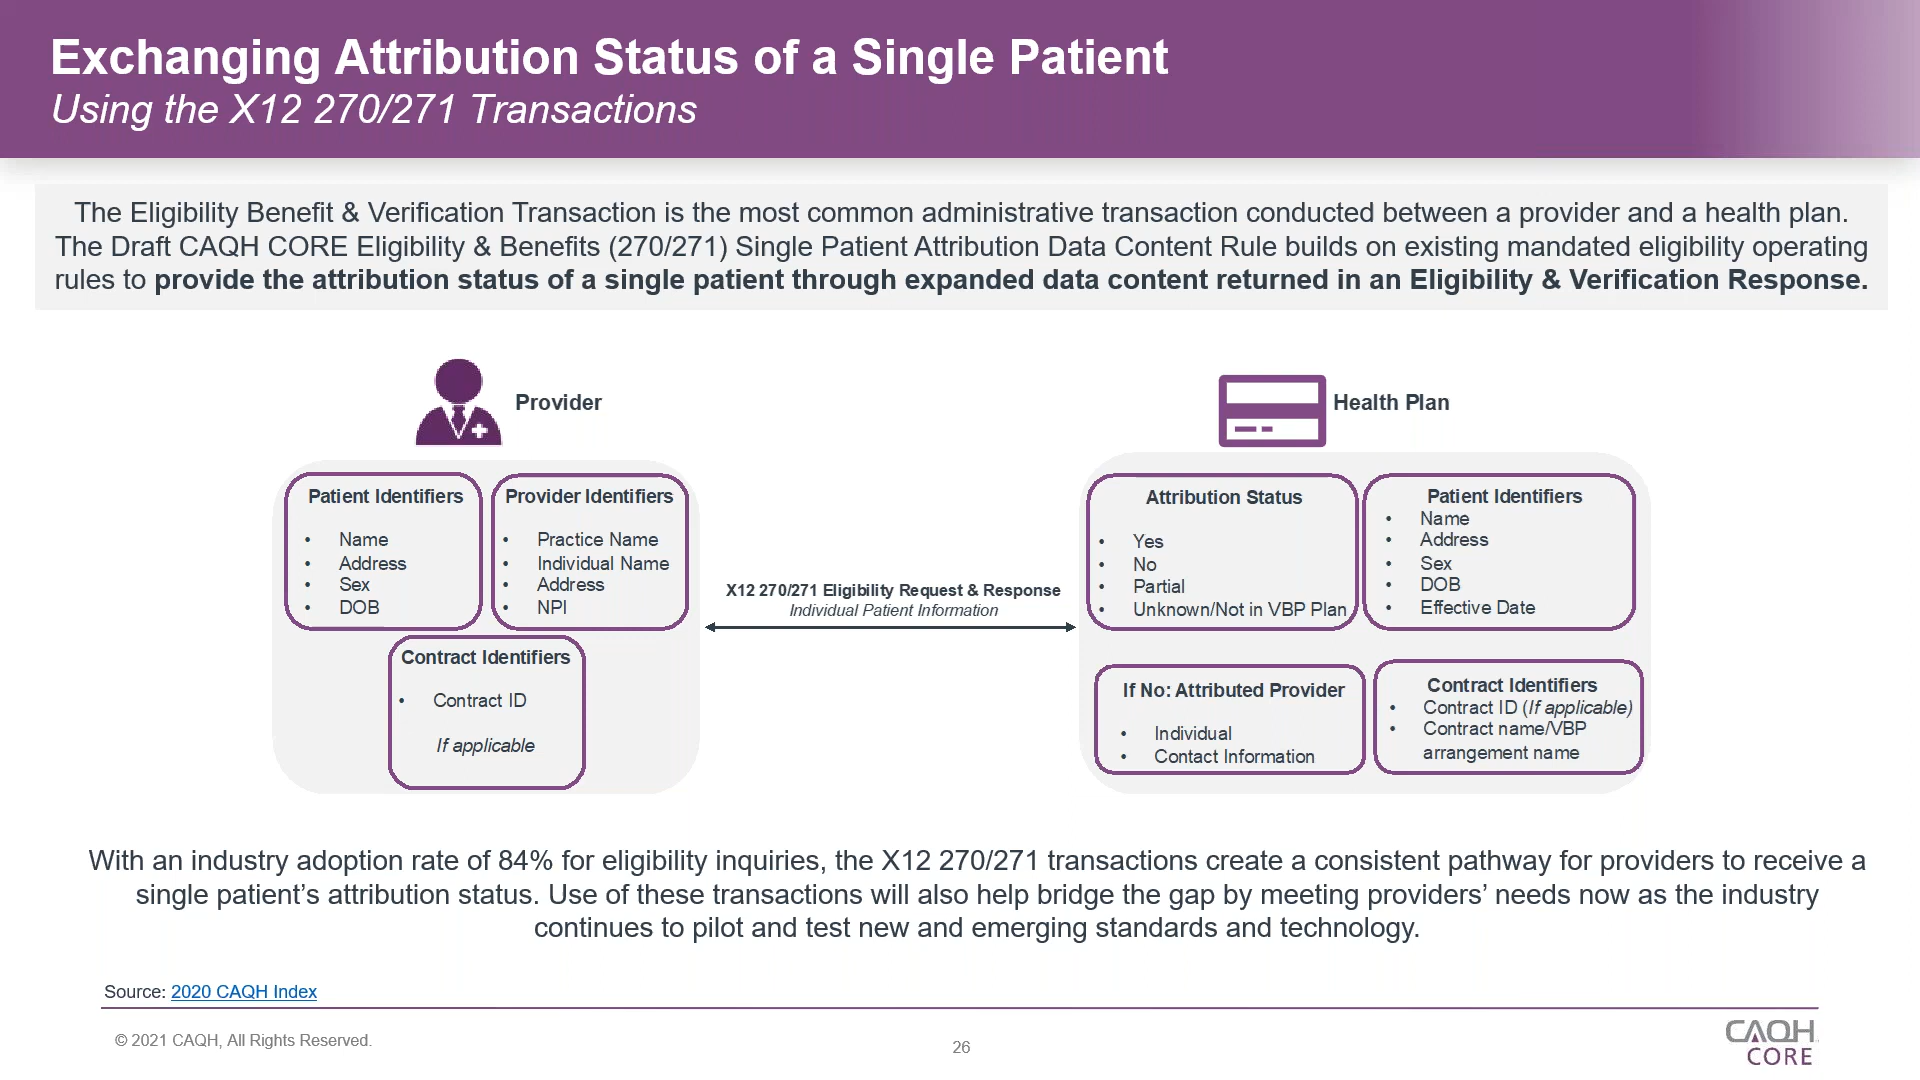 Exchanging Attribution Status of a Single Patient
Using the X12 270/271 Transactions
The Eligibility Benefit & Verification Transaction is the most common administrative transaction conducted between a provider and a health plan.
The Draft CAQH CORE Eligibility & Benefits (270/271) Single Patient Attribution Data Content Rule builds on existing mandated eligibility operating
rules to provide the attribution status of a single patient through expanded data content returned in an Eligibility & Verification Response.
Provider
Patient Identifiers
• Name
• Address
• Sex
• DOB
Provider Identifiers
• Practice Name
• Individual Name
• Address
• NPI
Contract Identifiers
• Contract ID
If applicable
X12 270/271 Eligibility Request & Response
Individual Patient Information
Health Plan
Attribution Status
• Yes
• No
• Partial
• Unknown/Not in VBP Plan
Patient Identifiers
• Name
• Address
• Sex
• DOB
• Effective Date
If No: Attributed Provider
• Individual
• Contact Information
Contract Identifiers
• Contract ID (If applicable)
• Contract name/VBP
arrangement name
With an industry adoption rate of 84% for eligibility inquiries, the X12 270/271 transactions create a consistent pathway for providers to receive a
single patient’s attribution status. Use of these transactions will also help bridge the gap by meeting providers’ needs now as the industry
continues to pilot and test new and emerging standards and technology.
Source: 2020 CAQH Index
© 2021 CAQH, All Rights Reserved.
26
CAQH
CORE